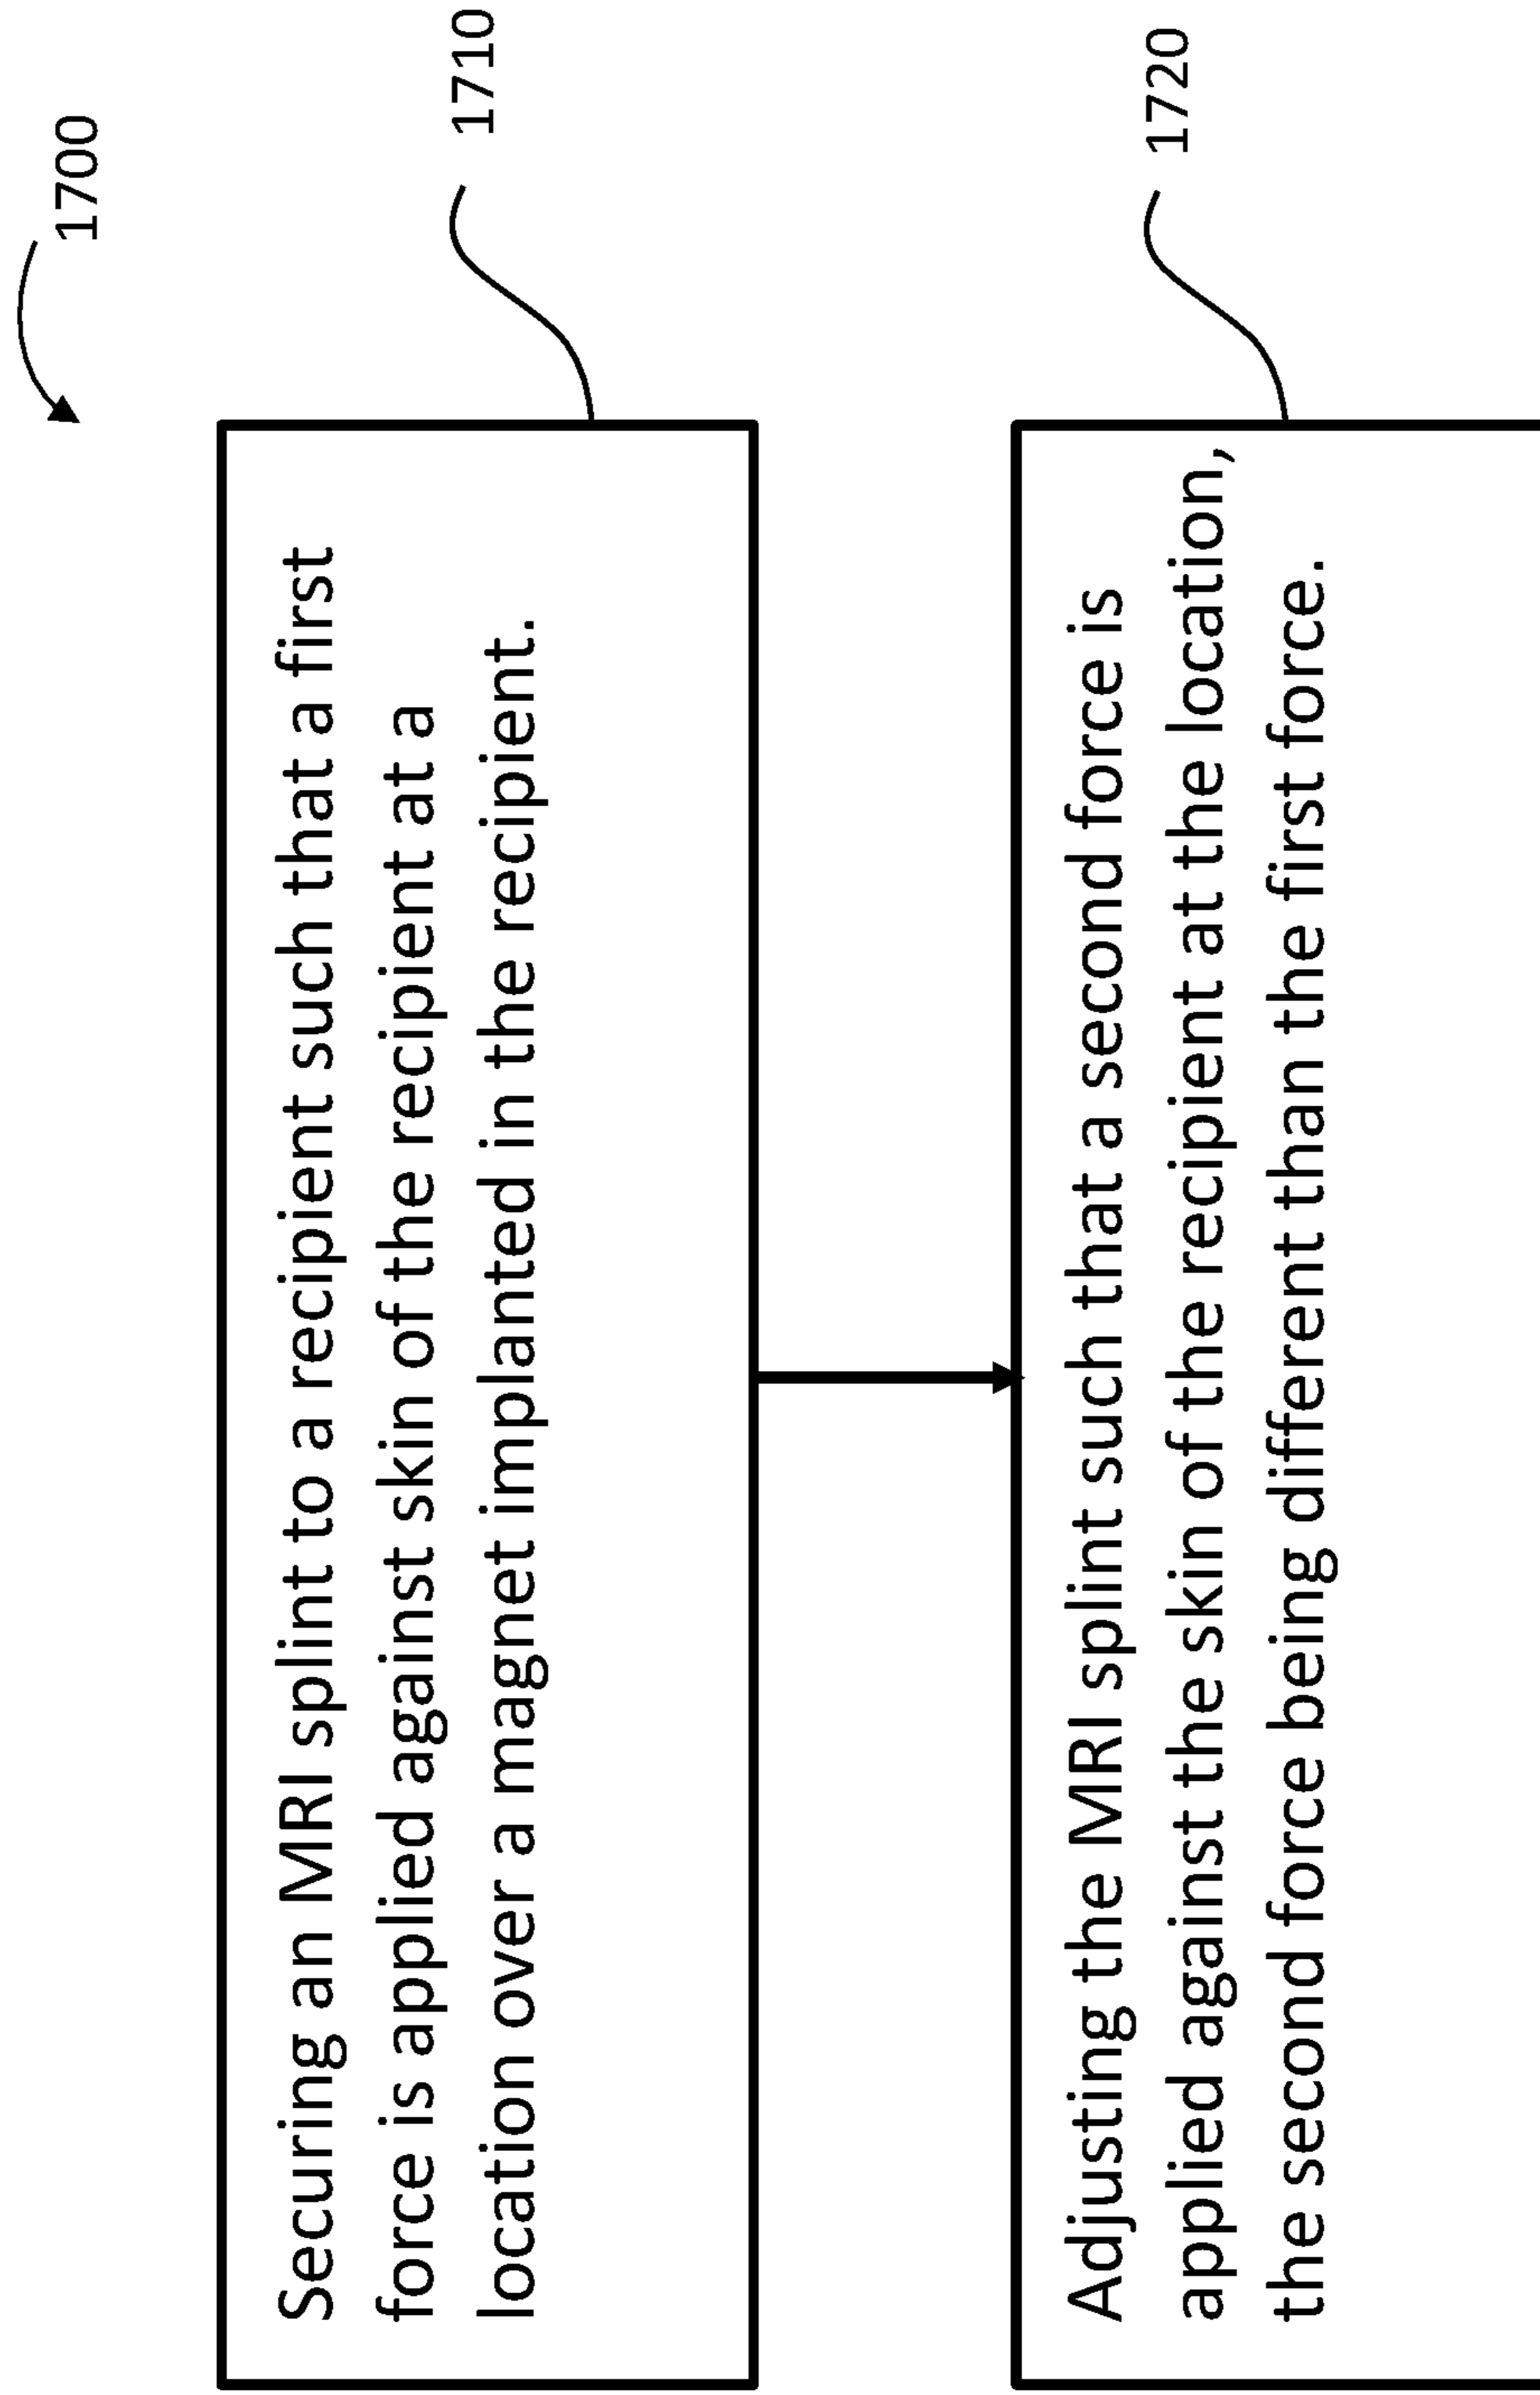 1700
Securing an MRI splint to a recipient such that a first
force is applied against skin of the recipient at a
location over a magnet implanted in the recipient.
1710
Adjusting the MRI splint such that a second force is
applied against the skin of the recipient at the location,
the second force being different than the first force.
1720